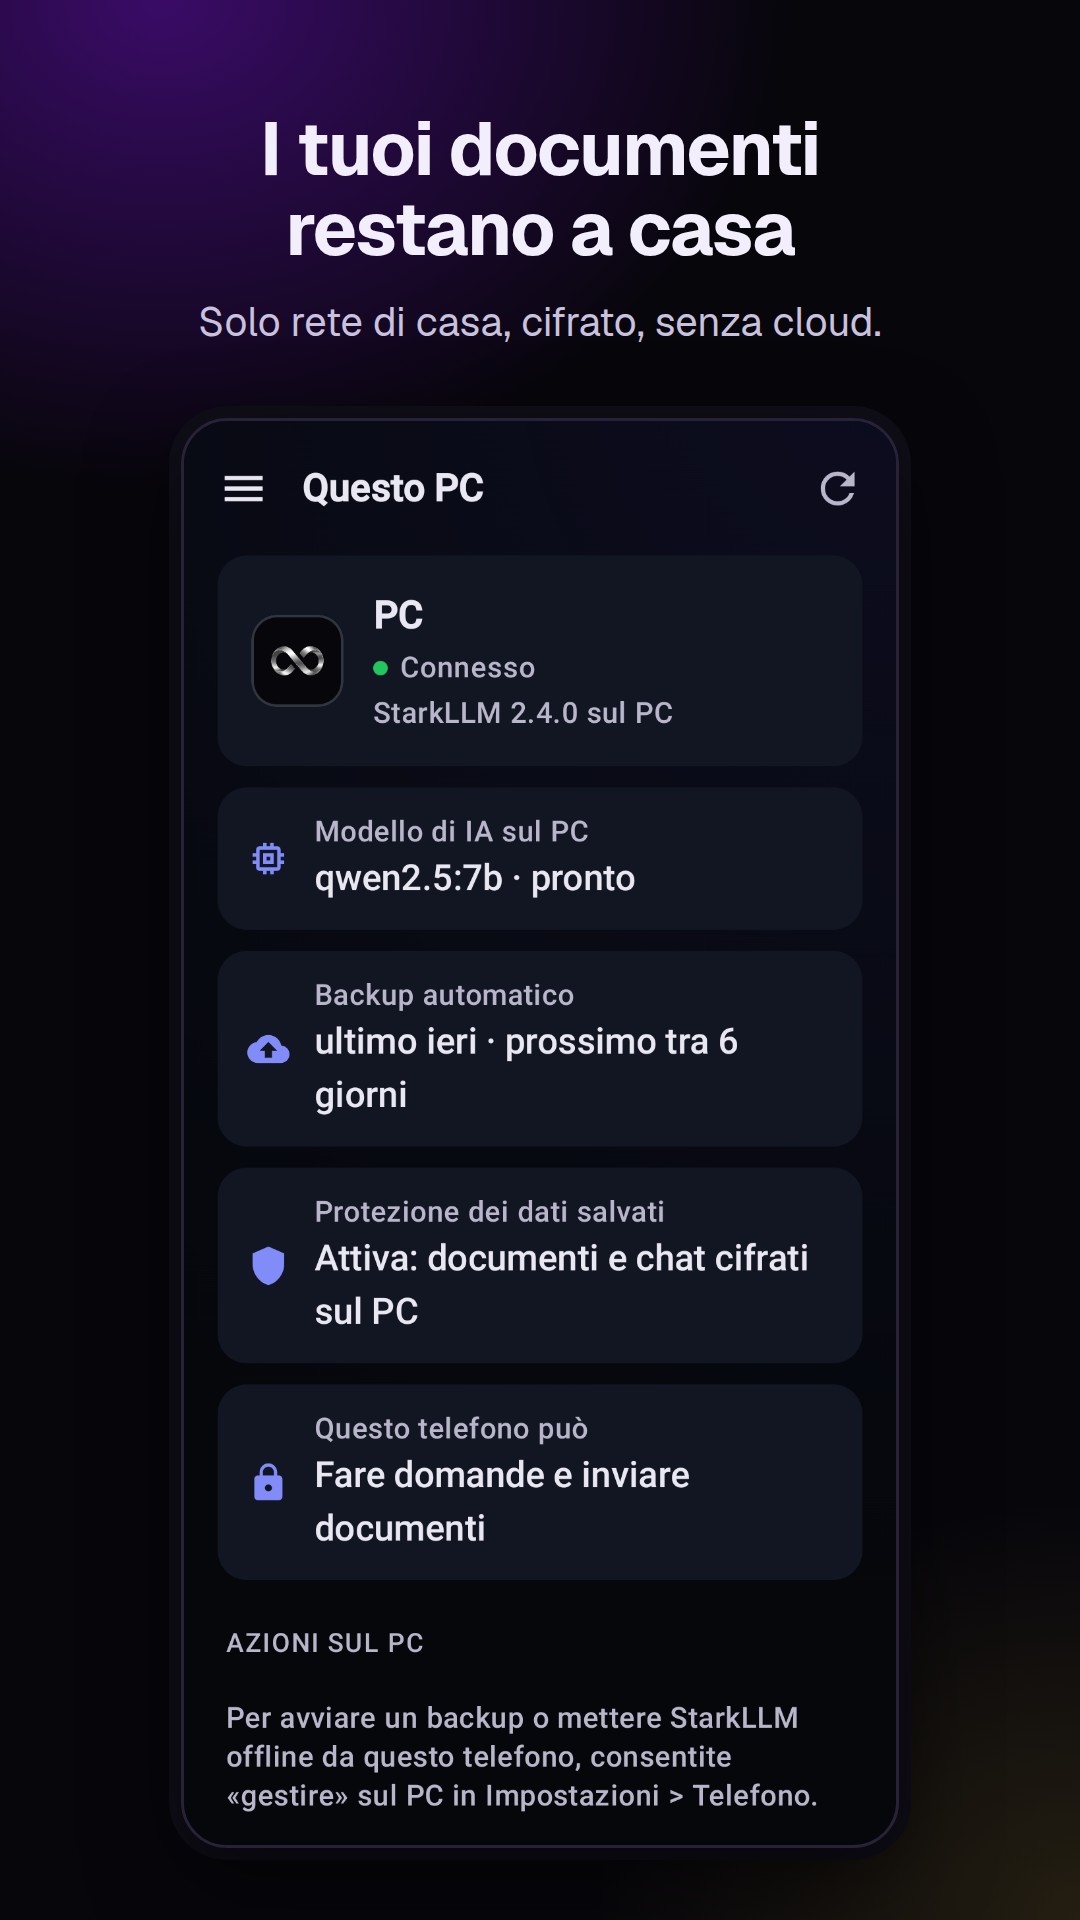 I tuoi documenti
restano a casa
Solo rete di casa, cifrato, senza cloud.
Questo PC
PC
Connesso
StarkLLM 2.4.0 sul PC
Modello di IA sul PC
qwen2.5:7b · pronto
Backup automatico
ultimo ieri · prossimo tra 6
giorni
Protezione dei dati salvati
Attiva: documenti e chat cifrati
sul PC
Questo telefono può
Fare domande e inviare
documenti
AZIONI SUL PC
Per avviare un backup o mettere StarkLLM
offline da questo telefono, consentite
«gestire» sul PC in Impostazioni > Telefono.